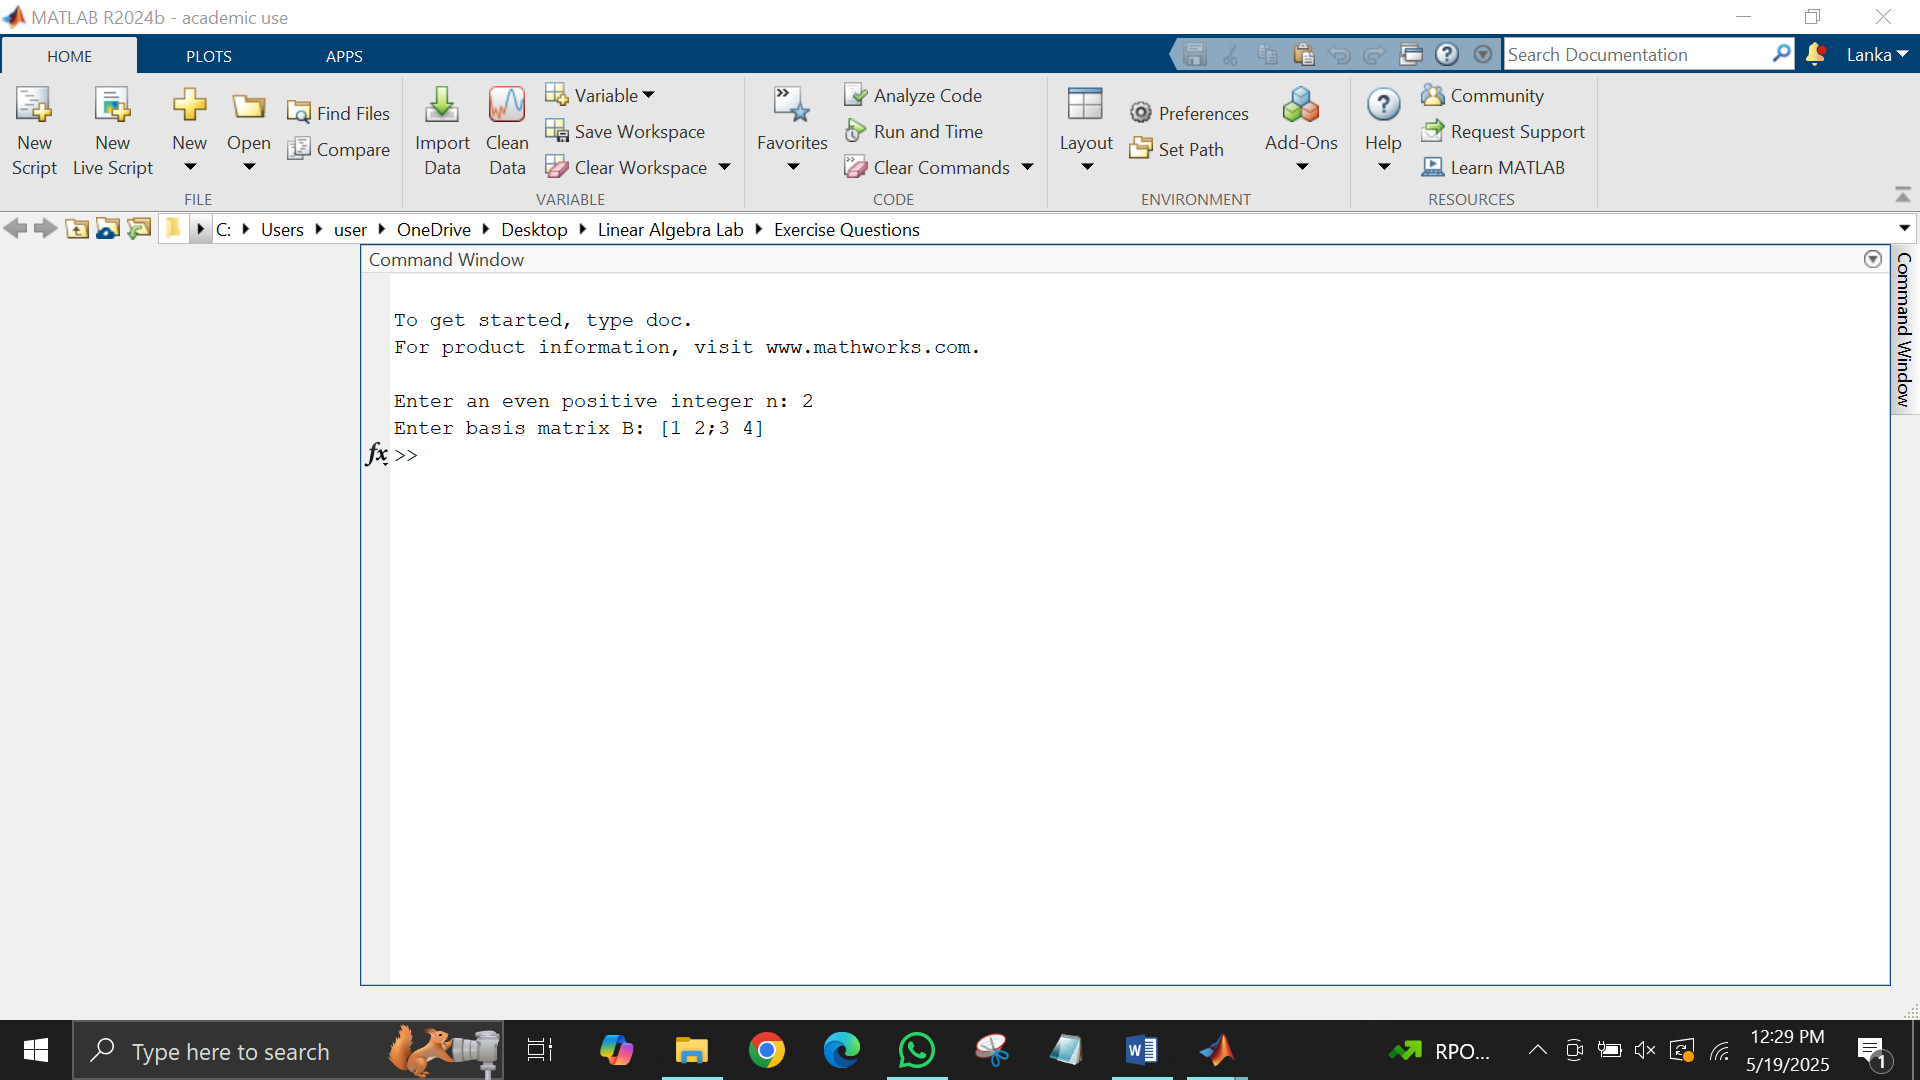 MATLAB R2024b - academic use
HOME PLOTS APPS
Search Documentation
Lanka
New Script
New Live Script
New
Open
Find Files
Compare
FILE
Import Data
Clean Data
Variable
Save Workspace
Clear Workspace
VARIABLE
Favorites
Analyze Code
Run and Time
Clear Commands
CODE
Layout
Preferences
Set Path
Add-Ons
ENVIRONMENT
Help
Community
Request Support
Learn MATLAB
RESOURCES
C: Users user OneDrive Desktop Linear Algebra Lab Exercise Questions
Command Window
Command Window
To get started, type doc.
For product information, visit www.mathworks.com.
Enter an even positive integer n: 2
Enter basis matrix B: [1 2;3 4]
fx >>
Type here to search
RPO...
12:29 PM
5/19/2025
1